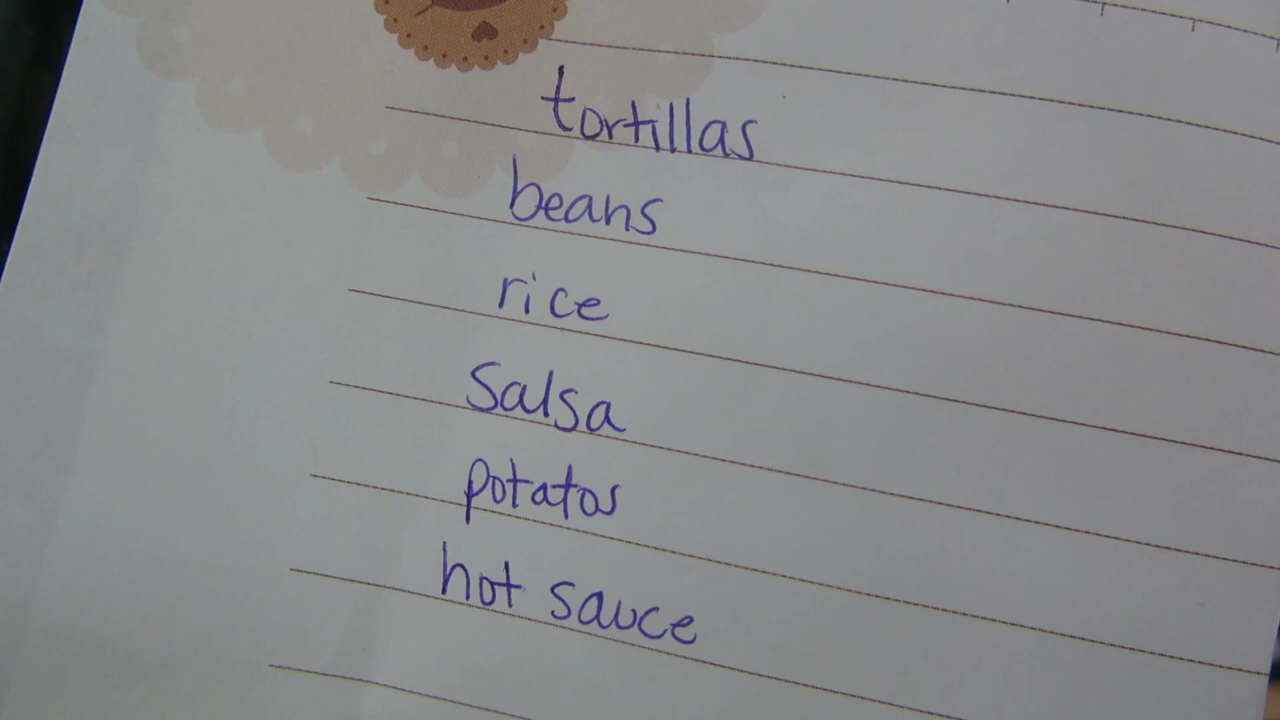 tortillas
beans
rice
Salsa
potatos
hot sauce